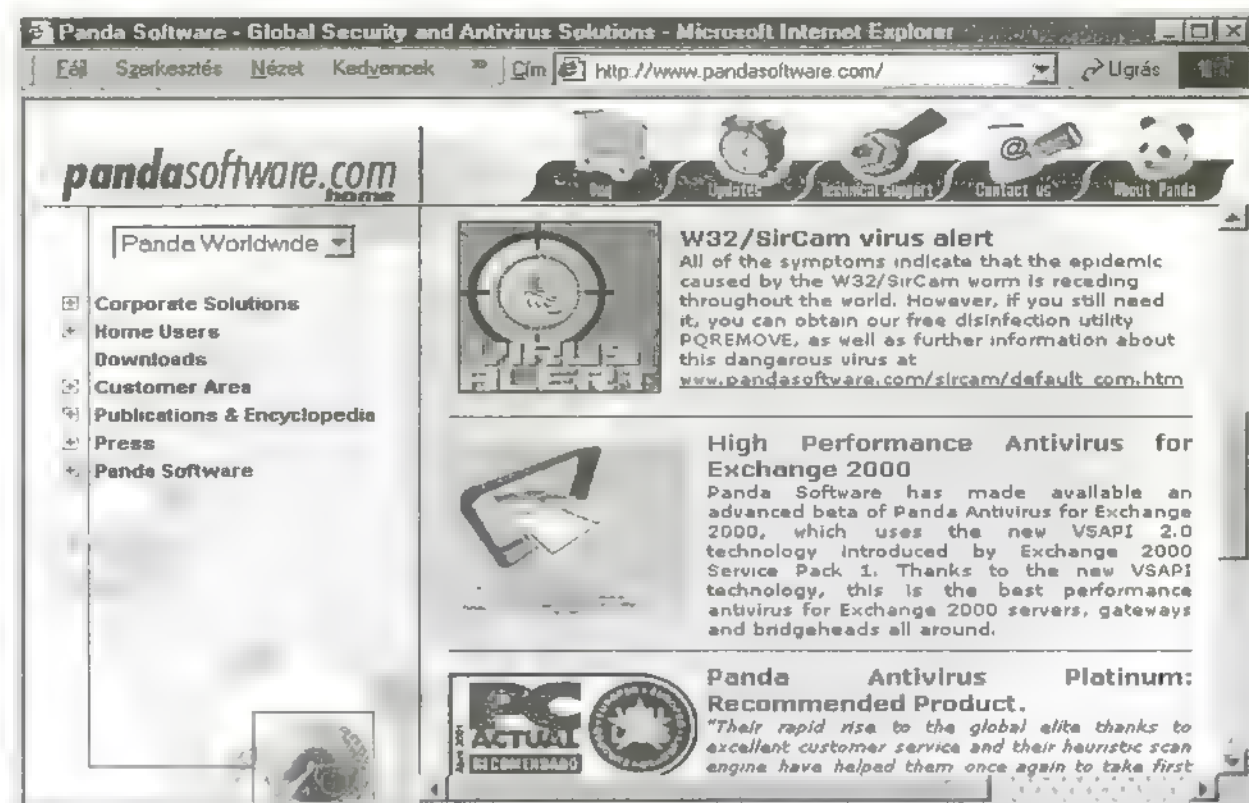 Panda Software - Global Security and Antivirus Solutions - Microsoft Internet Explorer
Fájl Szerkesztés Nézet Kedvencek » Cím http://www.pandasoftware.com/ Ugrás
pandasoftware.com
home
Buy Updates Technical Support Contact us About Panda
Panda Worldwide
Corporate Solutions
Home Users
Downloads
Customer Area
Publications & Encyclopedia
Press
Panda Software
W32/SirCam virus alert
All of the symptoms indicate that the epidemic
caused by the W32/SirCam worm is receding
throughout the world. However, if you still need
it, you can obtain our free disinfection utility
PQREMOVE, as well as further information about
this dangerous virus at
www.pandasoftware.com/sircam/default_com.htm
VIRUS
ALERT
High Performance Antivirus for
Exchange 2000
Panda Software has made available an
advanced beta of Panda Antivirus for Exchange
2000, which uses the new VSAPI 2.0
technology introduced by Exchange 2000
Service Pack 1. Thanks to the new VSAPI
technology, this is the best performance
antivirus for Exchange 2000 servers, gateways
and bridgeheads all around.
PC
ACTUAL
RECOMENDADO
Panda Antivirus Platinum:
Recommended Product.
"Their rapid rise to the global elite thanks to
excellent customer service and their heuristic scan
engine have helped them once again to take first